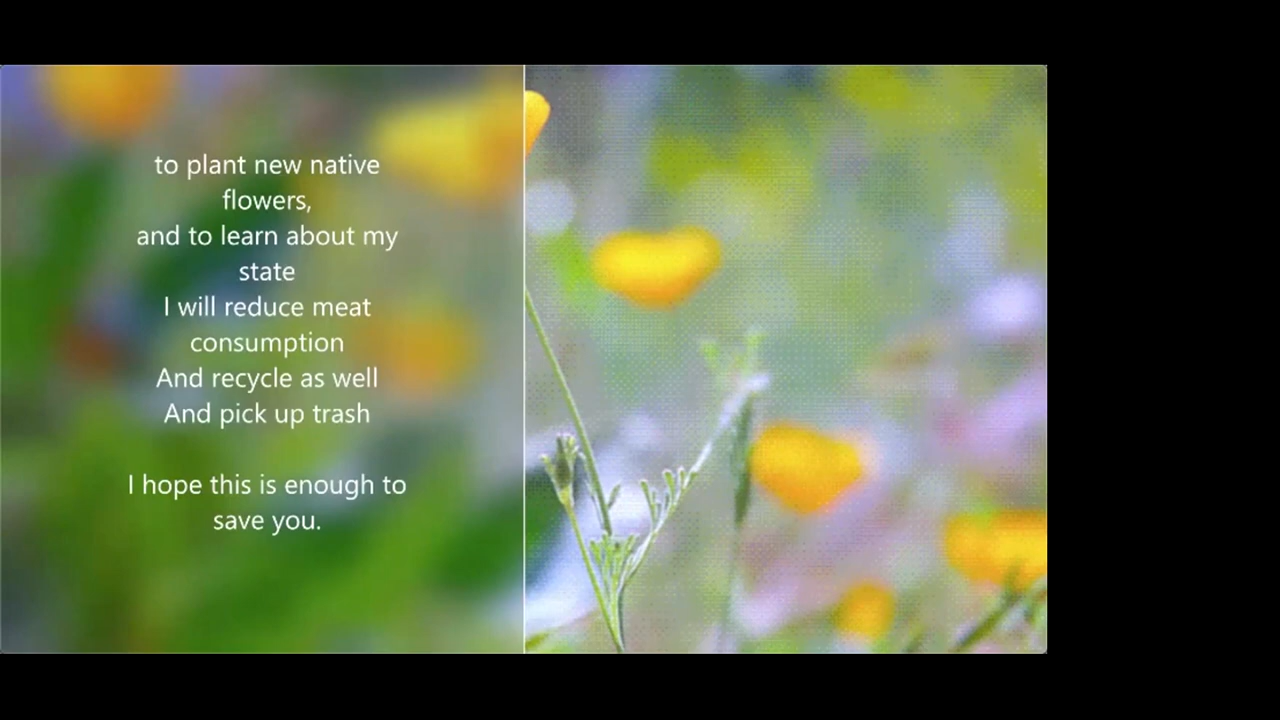 to plant new native
flowers,
and to learn about my
state
I will reduce meat
consumption
And recycle as well
And pick up trash
I hope this is enough to
save you.